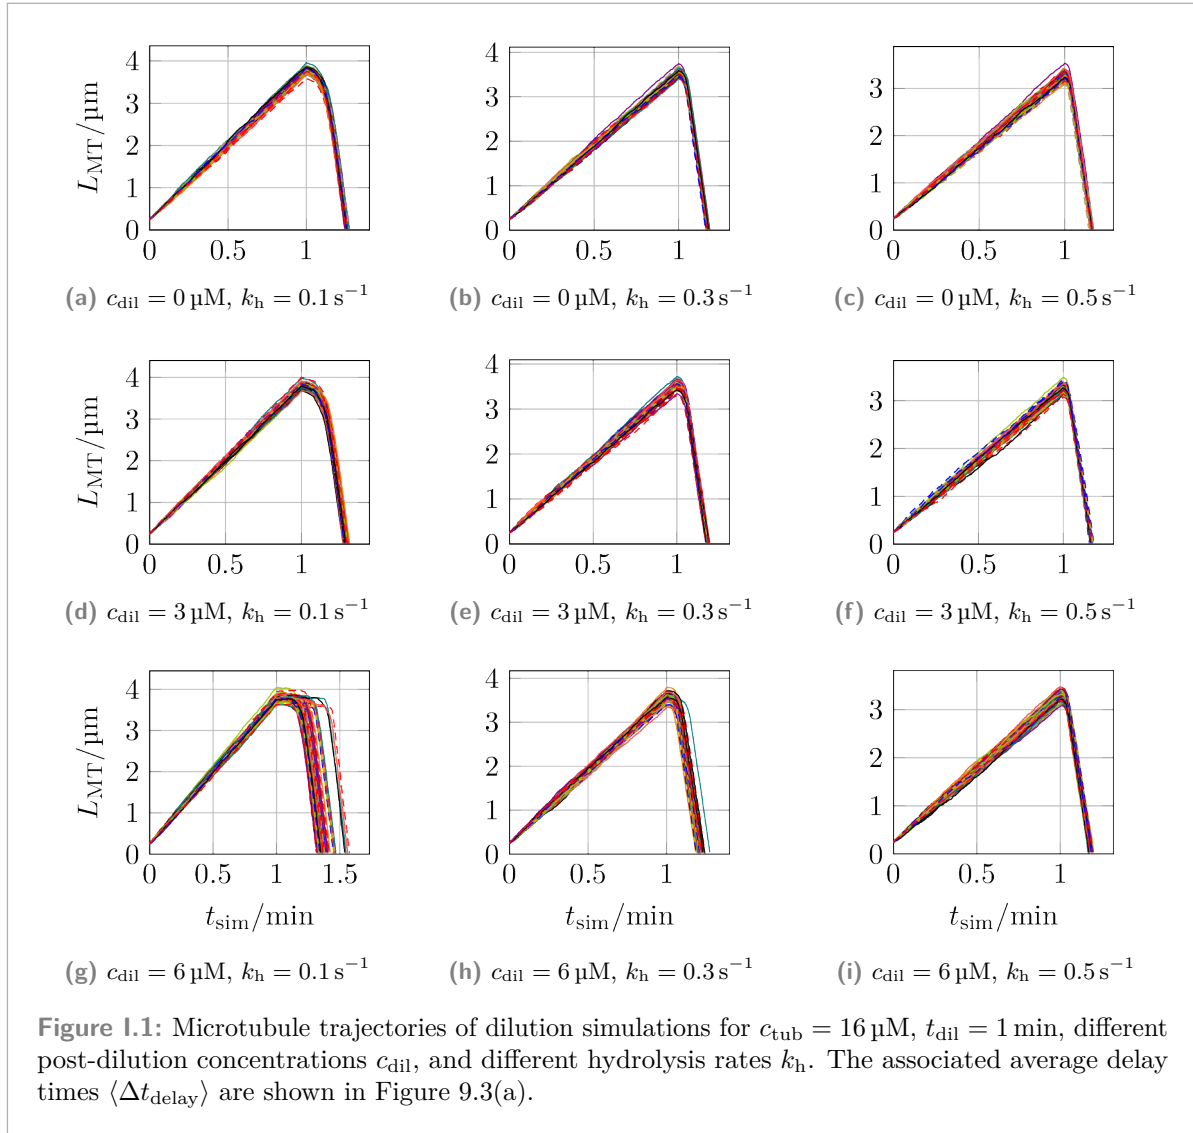 4
3
2
1
0
L_MT/µm
0 0.5 1
(a) c_dil = 0 µM, k_h = 0.1 s⁻¹
4
3
2
1
0
0 0.5 1
(b) c_dil = 0 µM, k_h = 0.3 s⁻¹
3
2
1
0
0 0.5 1
(c) c_dil = 0 µM, k_h = 0.5 s⁻¹
4
3
2
1
0
L_MT/µm
0 0.5 1
(d) c_dil = 3 µM, k_h = 0.1 s⁻¹
4
3
2
1
0
0 0.5 1
(e) c_dil = 3 µM, k_h = 0.3 s⁻¹
3
2
1
0
0 0.5 1
(f) c_dil = 3 µM, k_h = 0.5 s⁻¹
4
3
2
1
0
L_MT/µm
0 0.5 1 1.5
t_sim/min
(g) c_dil = 6 µM, k_h = 0.1 s⁻¹
4
3
2
1
0
0 0.5 1
t_sim/min
(h) c_dil = 6 µM, k_h = 0.3 s⁻¹
3
2
1
0
0 0.5 1
t_sim/min
(i) c_dil = 6 µM, k_h = 0.5 s⁻¹
Figure I.1: Microtubule trajectories of dilution simulations for c_tub = 16 µM, t_dil = 1 min, different
post-dilution concentrations c_dil, and different hydrolysis rates k_h. The associated average delay
times ⟨Δt_delay⟩ are shown in Figure 9.3(a).